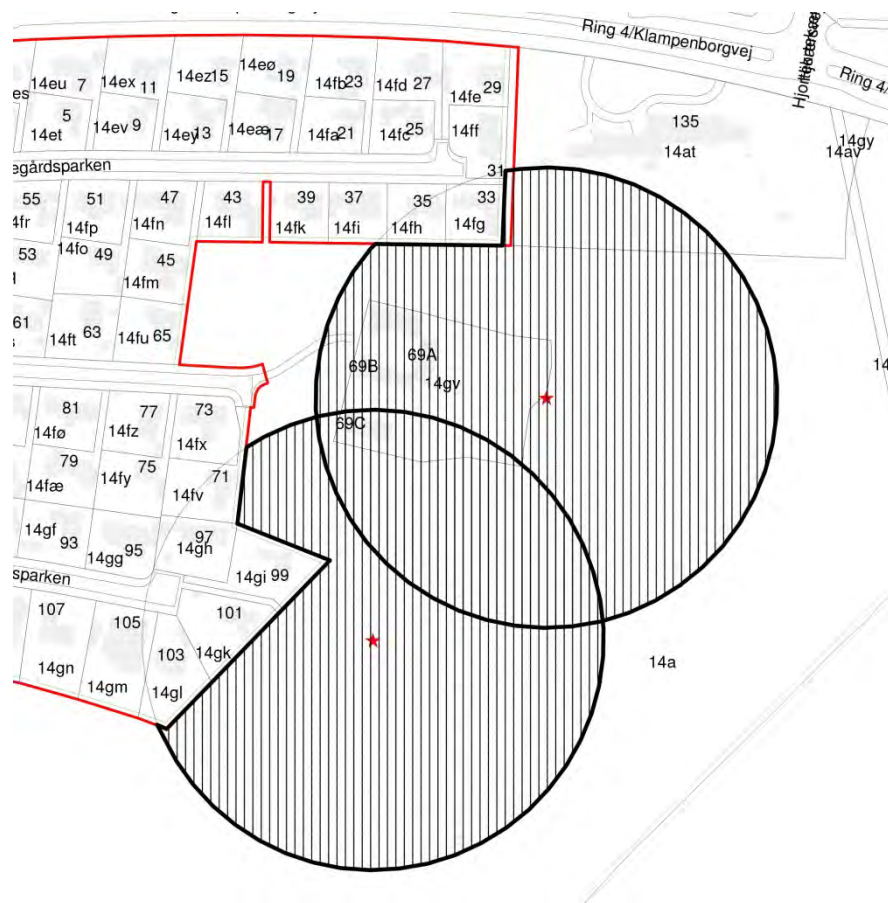 Ring 4/Klampenborgvej
Ring 4/
14eu 7
14ex 11
14ez 15
14eø 19
14fb 23
14fd 27
14fe 29
es
5
14et
14ev 9
14ey 13
14eæ 17
14fa 21
14fc 25
14ff
135
14at
14gy
14av
egårdsparken
31
55
51
47
43
39
37
35
33
4fr
14fp
14fn
14fl
14fk
14fi
14fh
14fg
53
14fo 49
45
14fm
61
14ft 63
14fu 65
69B
69A
14gv
14
69C
81
77
73
14fø
14fz
14fx
79
75
71
14fæ
14fy
14fv
14gf
93
14gg 95
97
14gh
sparken
14gi 99
107
105
101
103
14gk
14gn
14gm
14gl
14a